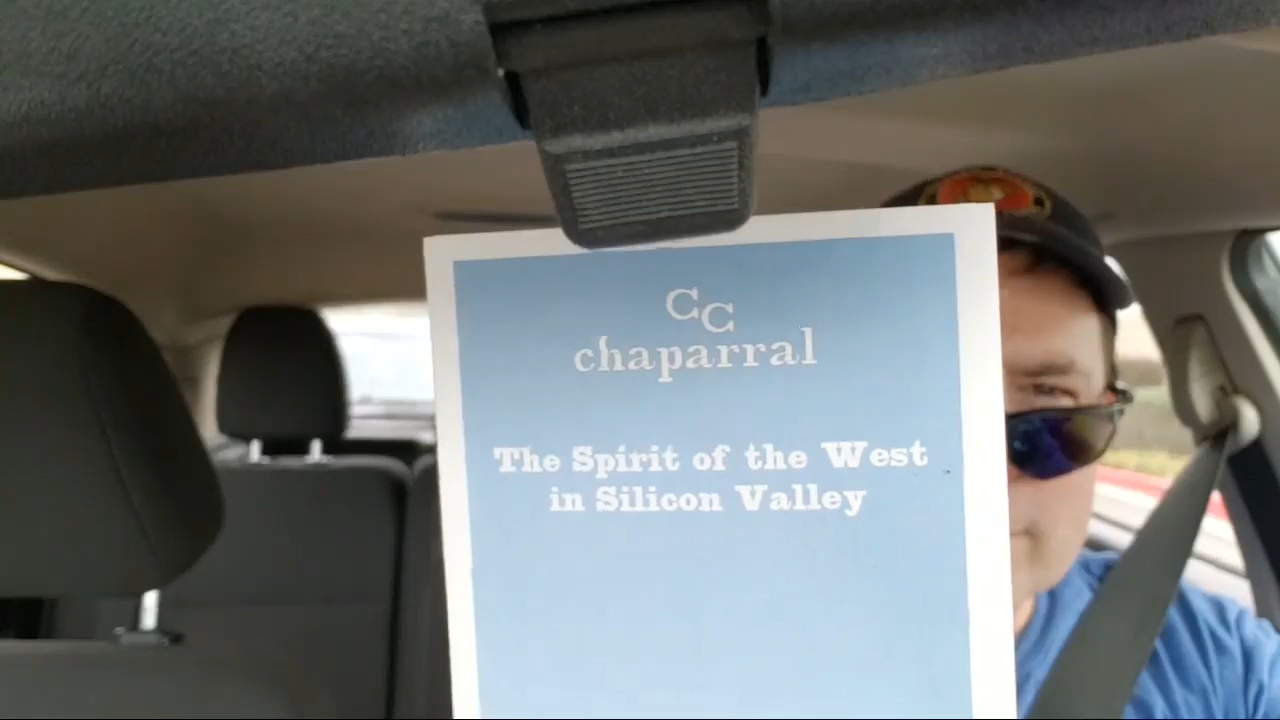 CC
chaparral
The Spirit of the West
in Silicon Valley